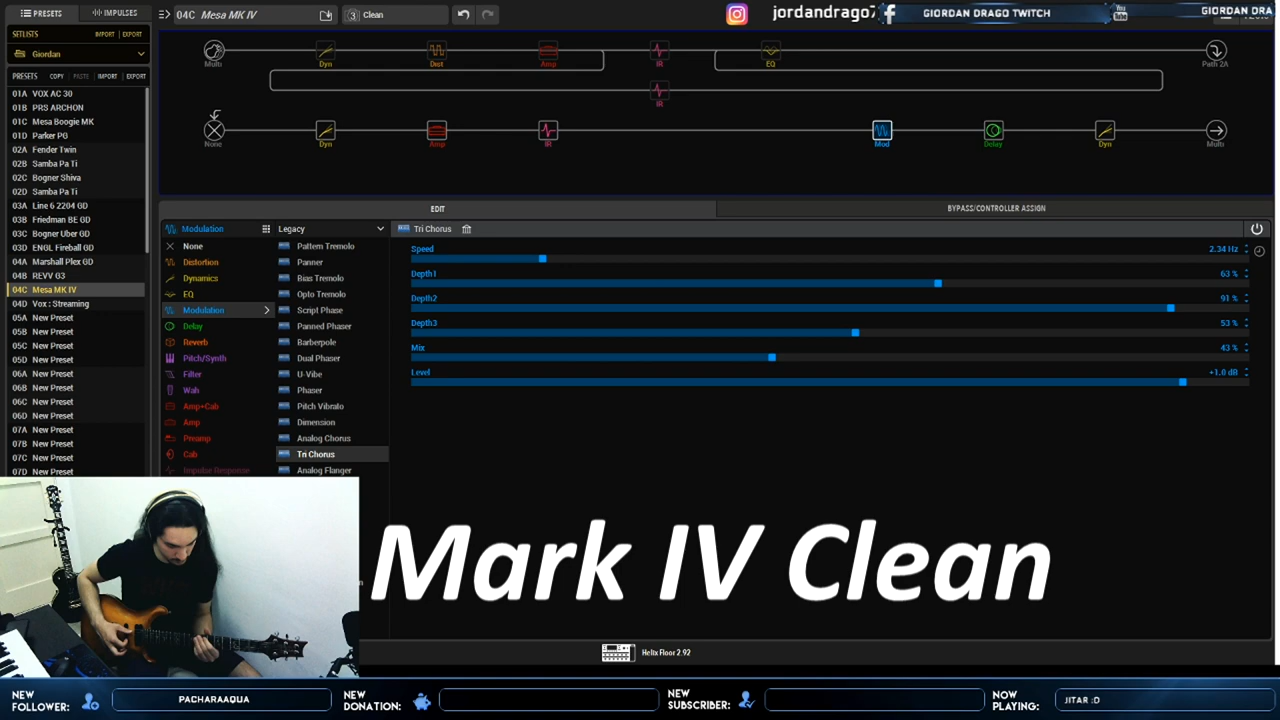 PRESETS
IMPULSES
04C Mesa MK IV
3 Clean
jordandrago7
GIORDAN DRAGO TWITCH
You Tube
GIORDAN DRA
SETLISTS
IMPORT | EXPORT
Giordan
PRESETS
COPY PASTE IMPORT EXPORT
01A VOX AC 30
01B PRS ARCHON
01C Mesa Boogie MK
01D Parker PG
02A Fender Twin
02B Samba Pa Ti
02C Bogner Shiva
02D Samba Pa Ti
03A Line 6 2204 GD
03B Friedman BE GD
03C Bogner Uber GD
03D ENGL Fireball GD
04A Marshall Plex GD
04B REVV G3
04C Mesa MK IV
04D Vox : Streaming
05A New Preset
05B New Preset
05C New Preset
05D New Preset
06A New Preset
06B New Preset
06C New Preset
06D New Preset
07A New Preset
07B New Preset
07C New Preset
07D New Preset
Multi
Dyn
Dist
Amp
IR
EQ
Path 2A
IR
None
Dyn
Amp
IR
Mod
Delay
Dyn
Multi
EDIT
BYPASS/CONTROLLER ASSIGN
Modulation
None
Distortion
Dynamics
EQ
Modulation
Delay
Reverb
Pitch/Synth
Filter
Wah
Amp+Cab
Amp
Preamp
Cab
Impulse Response
Legacy
Pattern Tremolo
Panner
Bias Tremolo
Opto Tremolo
Script Phase
Panned Phaser
Barberpole
Dual Phaser
U-Vibe
Phaser
Pitch Vibrato
Dimension
Analog Chorus
Tri Chorus
Analog Flanger
Tri Chorus
Speed 2.34 Hz
Depth1 63 %
Depth2 91 %
Depth3 53 %
Mix 43 %
Level +1.0 dB
Mark IV Clean
Helix Floor 2.92
NEW FOLLOWER:
PACHARAAQUA
NEW DONATION:
NEW SUBSCRIBER:
NOW PLAYING:
JITAR :O